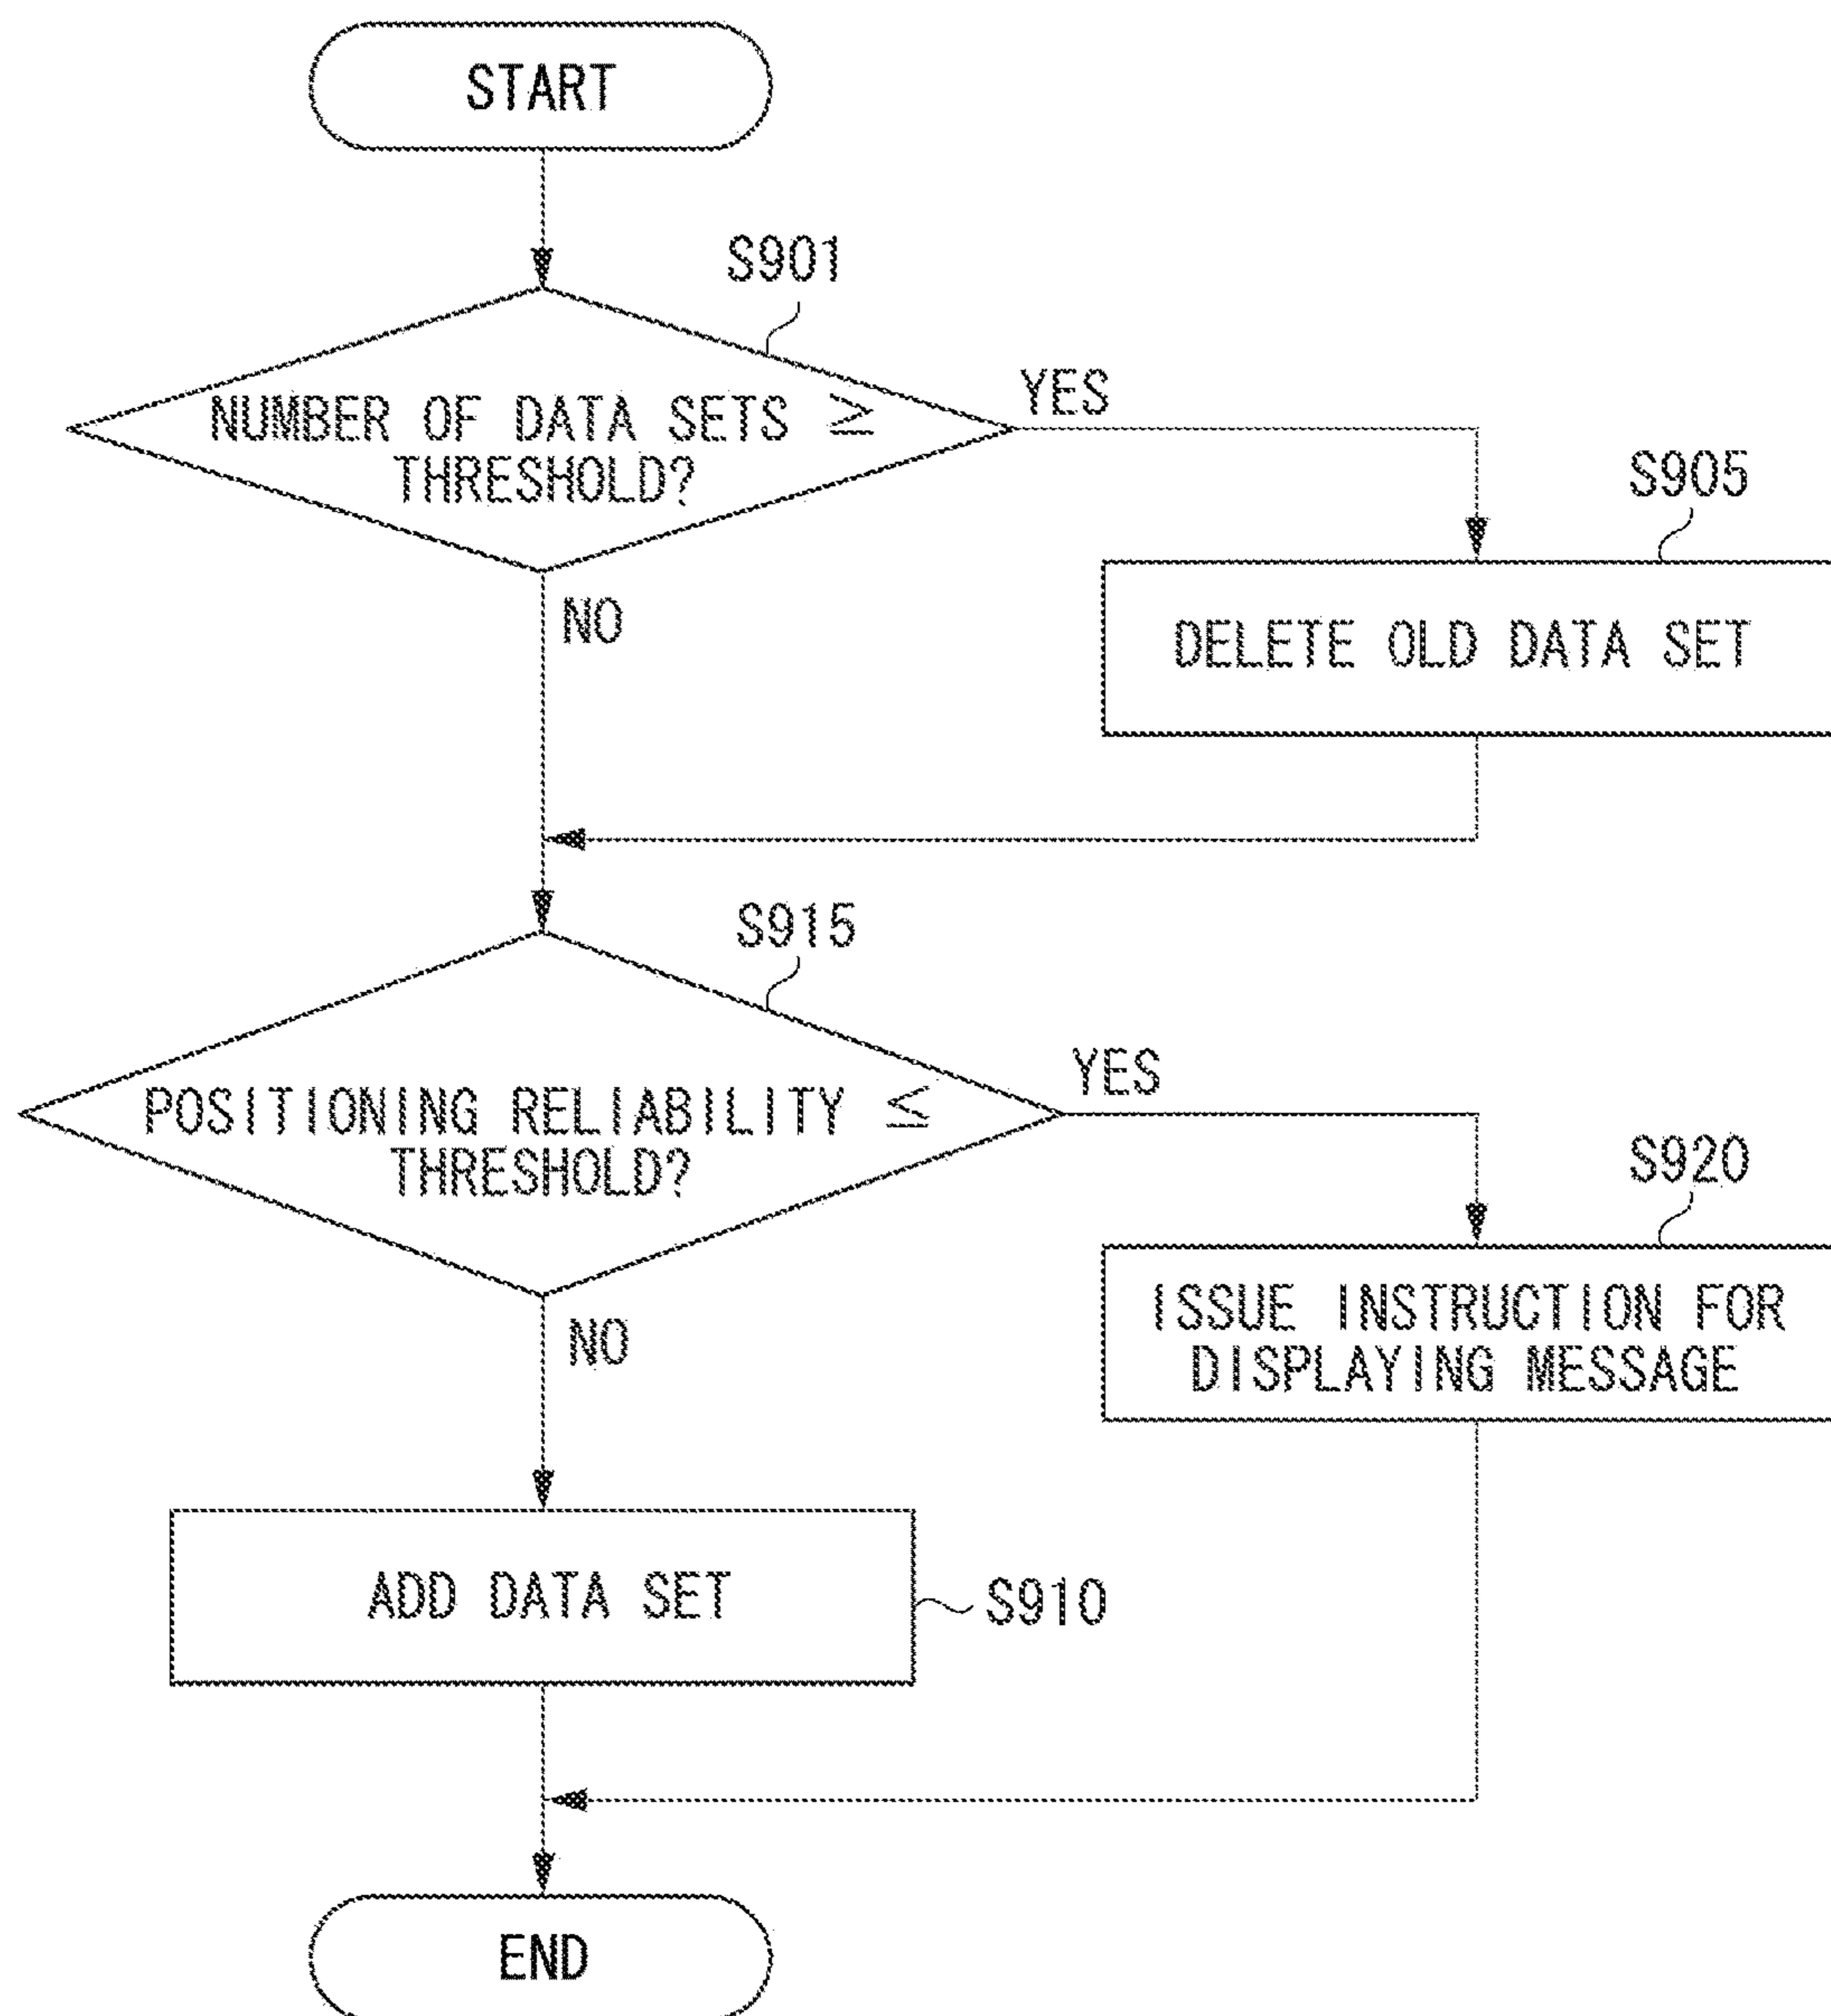 START
S901
NUMBER OF DATA SETS ≧
THRESHOLD?
YES
S905
DELETE OLD DATA SET
NO
S915
POSITIONING RELIABILITY ≦
THRESHOLD?
YES
S920
ISSUE INSTRUCTION FOR
DISPLAYING MESSAGE
NO
ADD DATA SET
S910
END